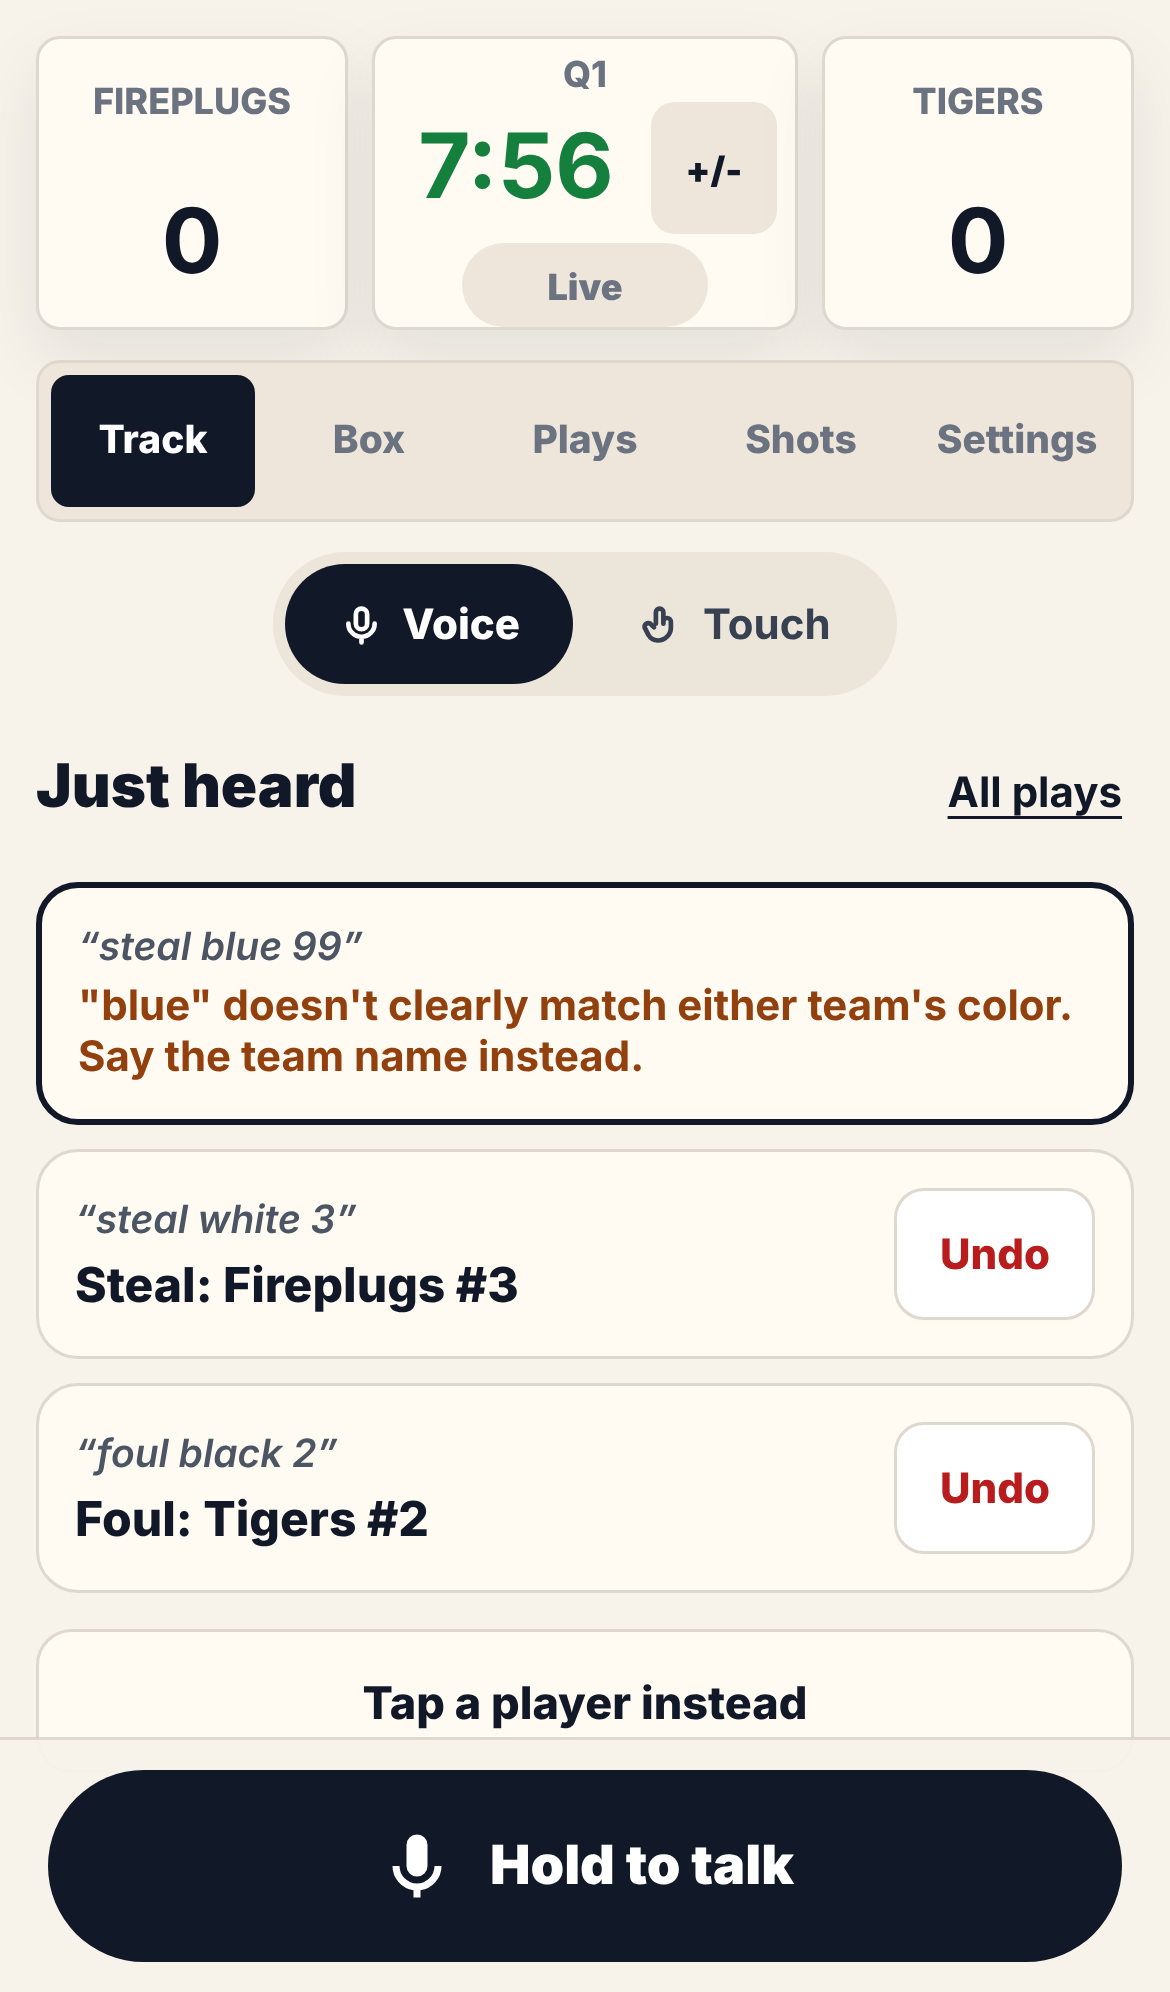 FIREPLUGS
0
Q1
7:56
+/-
Live
TIGERS
0
Track
Box
Plays
Shots
Settings
Voice
Touch
Just heard
All plays
“steal blue 99”
"blue" doesn't clearly match either team's color.
Say the team name instead.
“steal white 3”
Steal: Fireplugs #3
Undo
“foul black 2”
Foul: Tigers #2
Undo
Tap a player instead
Hold to talk